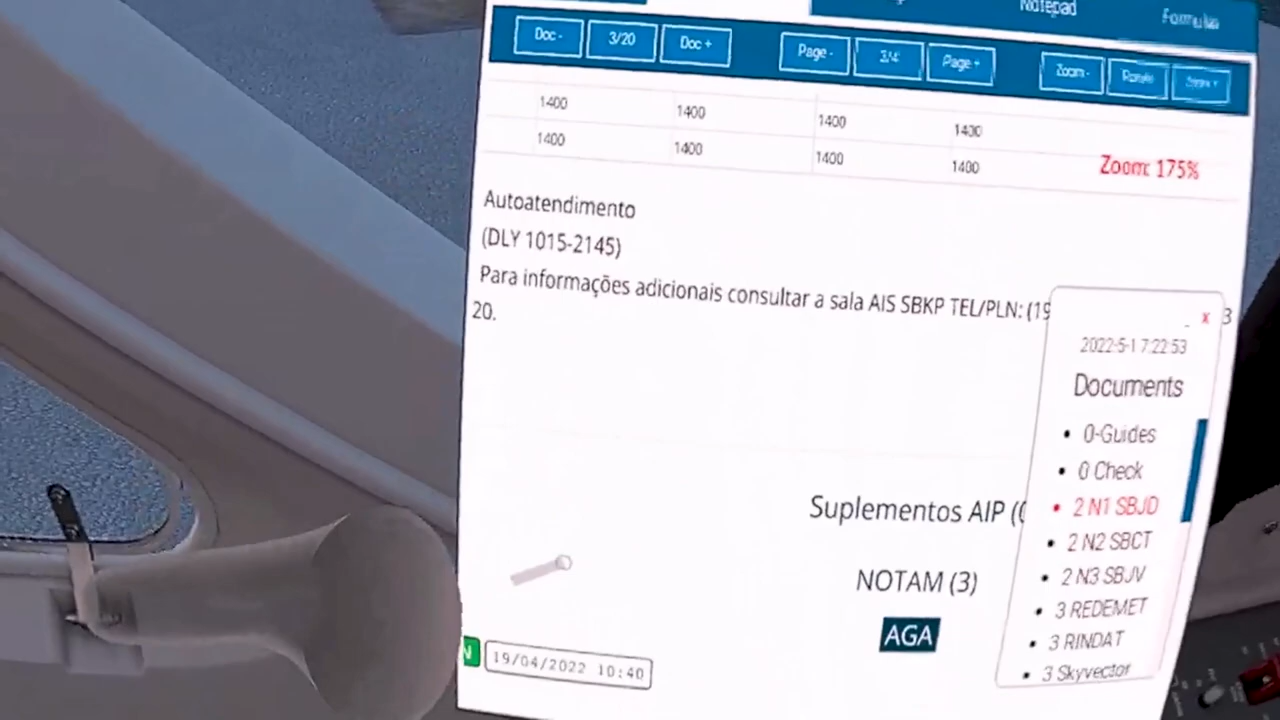 Notepad
Formulas
Doc -
3/20
Doc +
Page -
Page +
Zoom -
Rotate
Zoom +
1400 1400 1400 1400
1400 1400 1400 1400
Zoom: 175%
Autoatendimento
(DLY 1015-2145)
Para informações adicionais consultar a sala AIS SBKP TEL/PLN: (19 3
20.
x
2022-5-1 7:22:53
Documents
0-Guides
0 Check
2 N1 SBJD
2 N2 SBCT
2 N3 SBJV
3 REDEMET
3 RINDAT
3 Skyvector
Suplementos AIP (
NOTAM (3)
AGA
N
19/04/2022 10:40